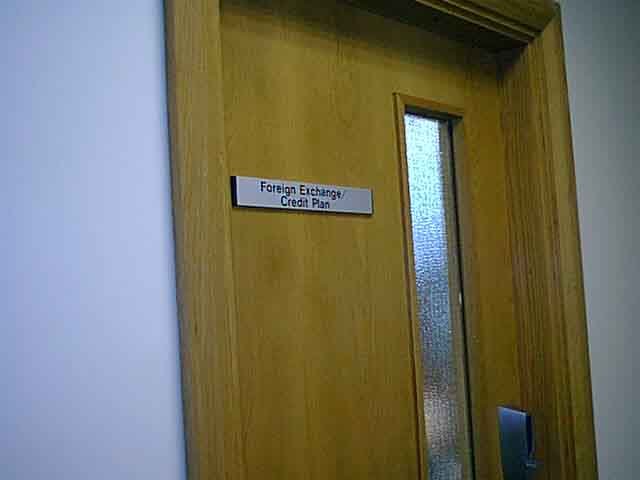 Foreign Exchange/
Credit Plan